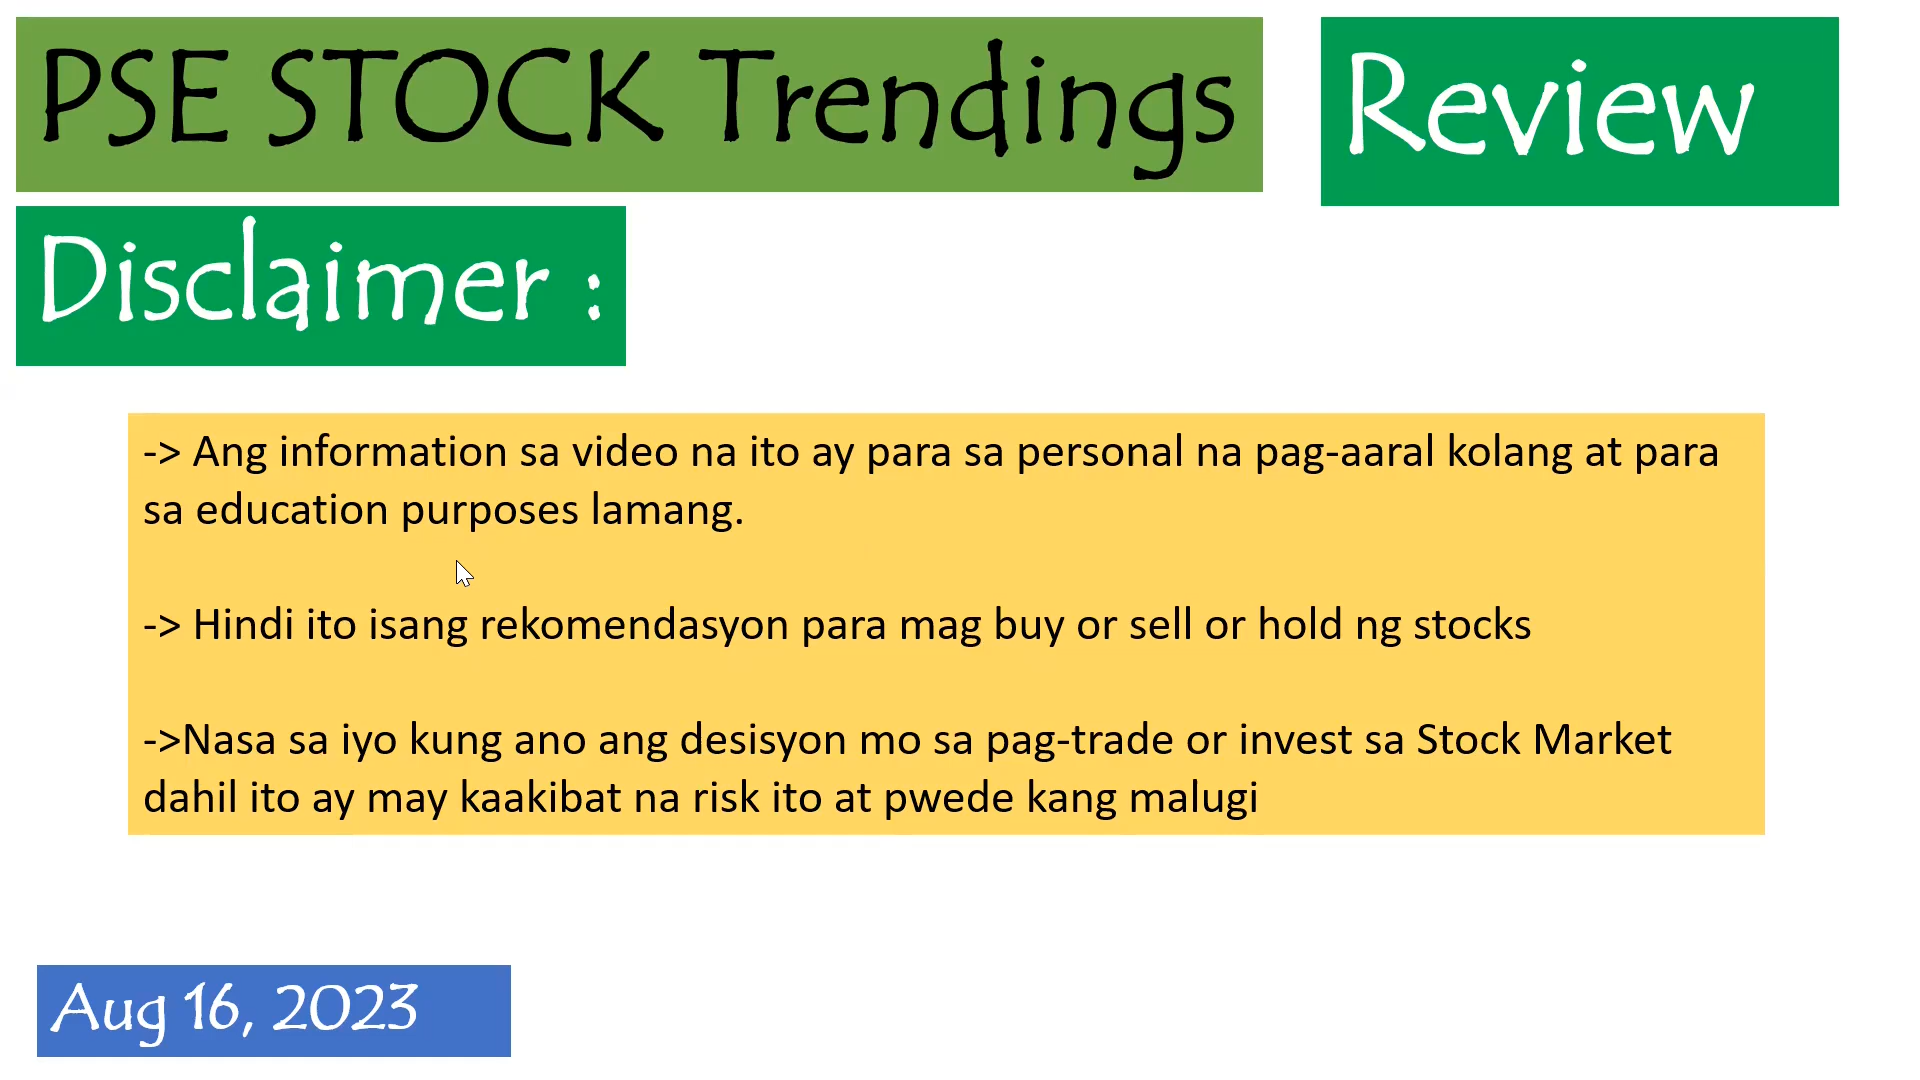 PSE STOCK Trendings
Review
Disclaimer :
-> Ang information sa video na ito ay para sa personal na pag-aaral kolang at para
sa education purposes lamang.
-> Hindi ito isang rekomendasyon para mag buy or sell or hold ng stocks
->Nasa sa iyo kung ano ang desisyon mo sa pag-trade or invest sa Stock Market
dahil ito ay may kaakibat na risk ito at pwede kang malugi
Aug 16, 2023